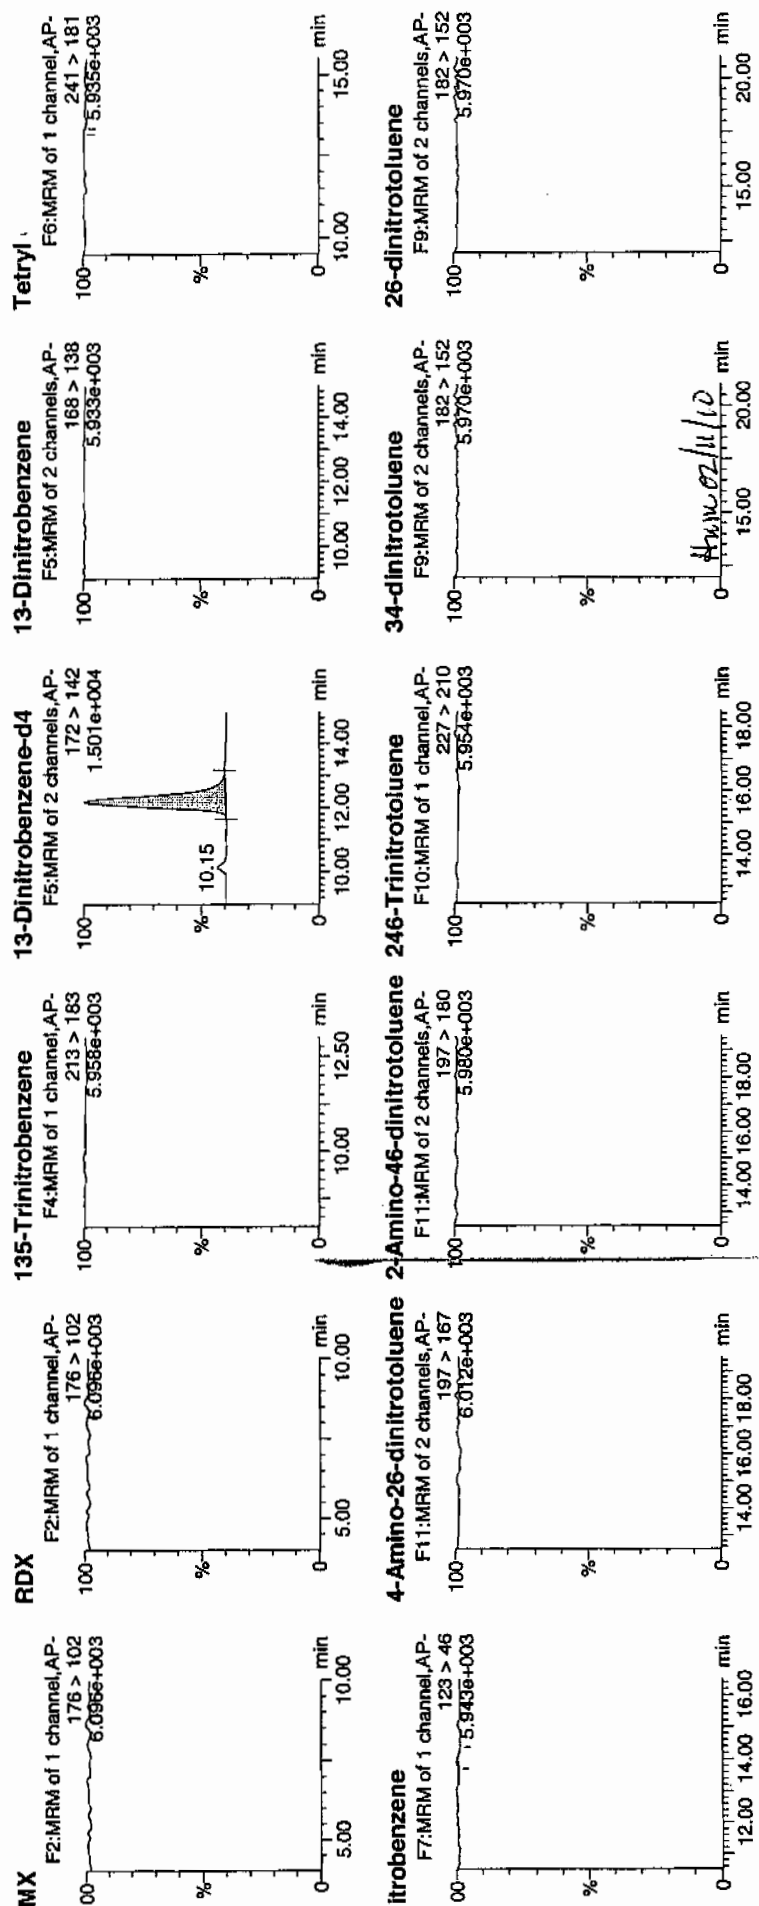 MX
F2:MRM of 1 channel,AP-
176 > 102
6.096e+003
00
%
0
5.00
10.00
min
RDX
F2:MRM of 1 channel,AP-
176 > 102
6.096e+003
100
%
0
5.00
10.00
min
135-Trinitrobenzene
F4:MRM of 1 channel,AP-
213 > 183
5.958e+003
100
%
0
10.00
12.50
min
13-Dinitrobenzene-d4
F5:MRM of 2 channels,AP-
172 > 142
1.501e+004
100
%
10.15
0
10.00
12.00
14.00
min
13-Dinitrobenzene
F5:MRM of 2 channels,AP-
168 > 138
5.933e+003
100
%
0
10.00
12.00
14.00
min
Tetryl
F6:MRM of 1 channel,AP-
241 > 181
5.935e+003
100
%
0
10.00
15.00
min
itrobenzene
F7:MRM of 1 channel,AP-
123 > 46
5.943e+003
00
%
0
12.00
14.00
16.00
min
4-Amino-26-dinitrotoluene
F11:MRM of 2 channels,AP-
197 > 167
6.012e+003
100
%
0
14.00
16.00
18.00
min
2-Amino-46-dinitrotoluene
F11:MRM of 2 channels,AP-
197 > 180
5.980e+003
100
%
0
14.00
16.00
18.00
min
246-Trinitrotoluene
F10:MRM of 1 channel,AP-
227 > 210
5.954e+003
100
%
0
14.00
16.00
18.00
min
34-dinitrotoluene
F9:MRM of 2 channels,AP-
182 > 152
5.970e+003
100
%
02/11/10
0
15.00
20.00
min
26-dinitrotoluene
F9:MRM of 2 channels,AP-
182 > 152
5.970e+003
100
%
0
15.00
20.00
min